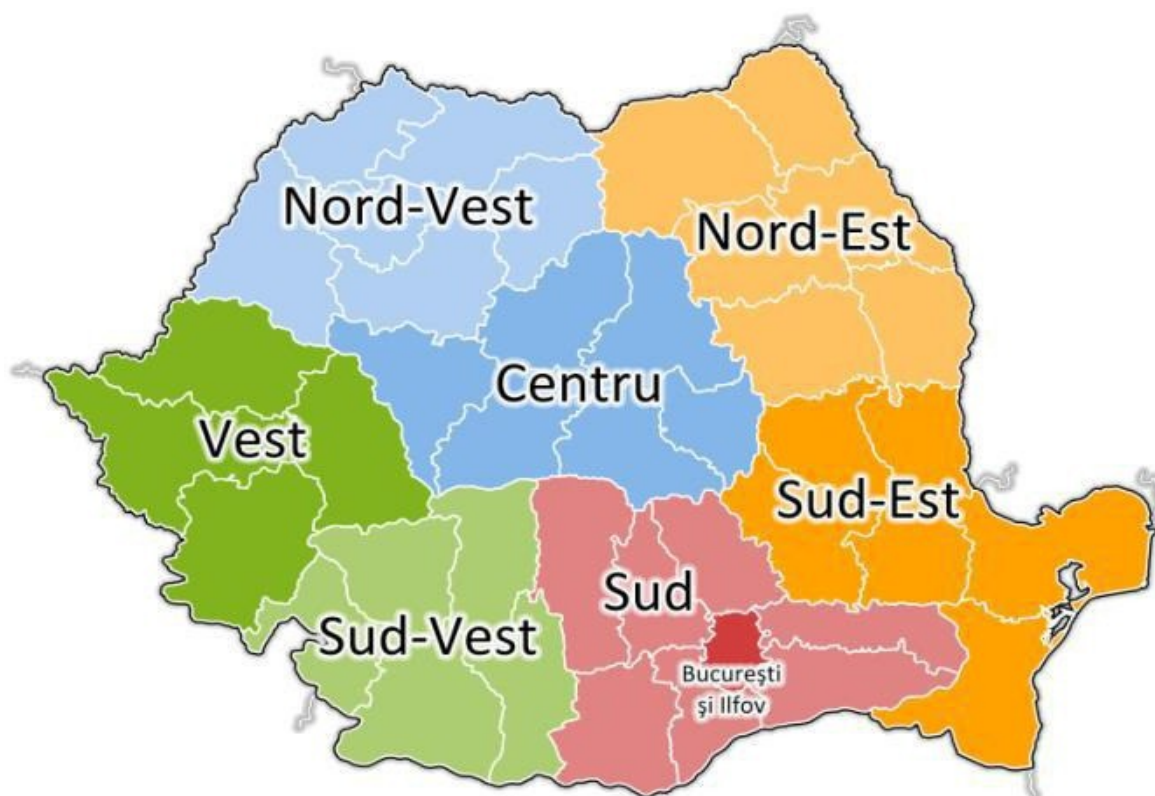 Nord-Vest
Nord-Est
Centru
Vest
Sud-Est
Sud
Sud-Vest
Bucureşti
şi Ilfov